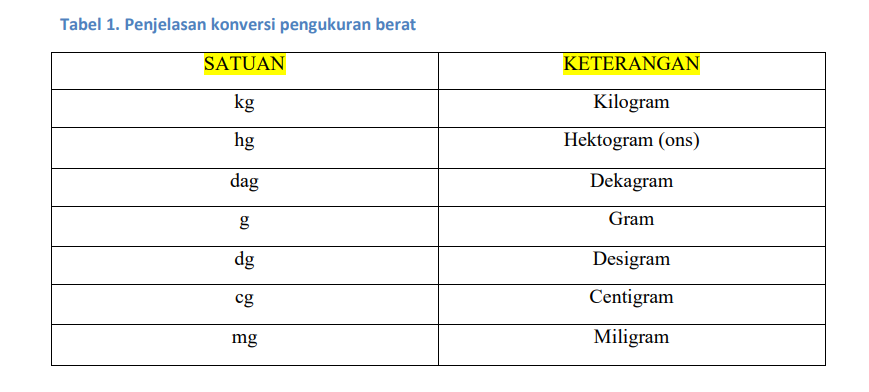 Tabel 1. Penjelasan konversi pengukuran berat
SATUAN KETERANGAN
kg Kilogram
hg Hektogram (ons)
dag Dekagram
g Gram
dg Desigram
cg Centigram
mg Miligram